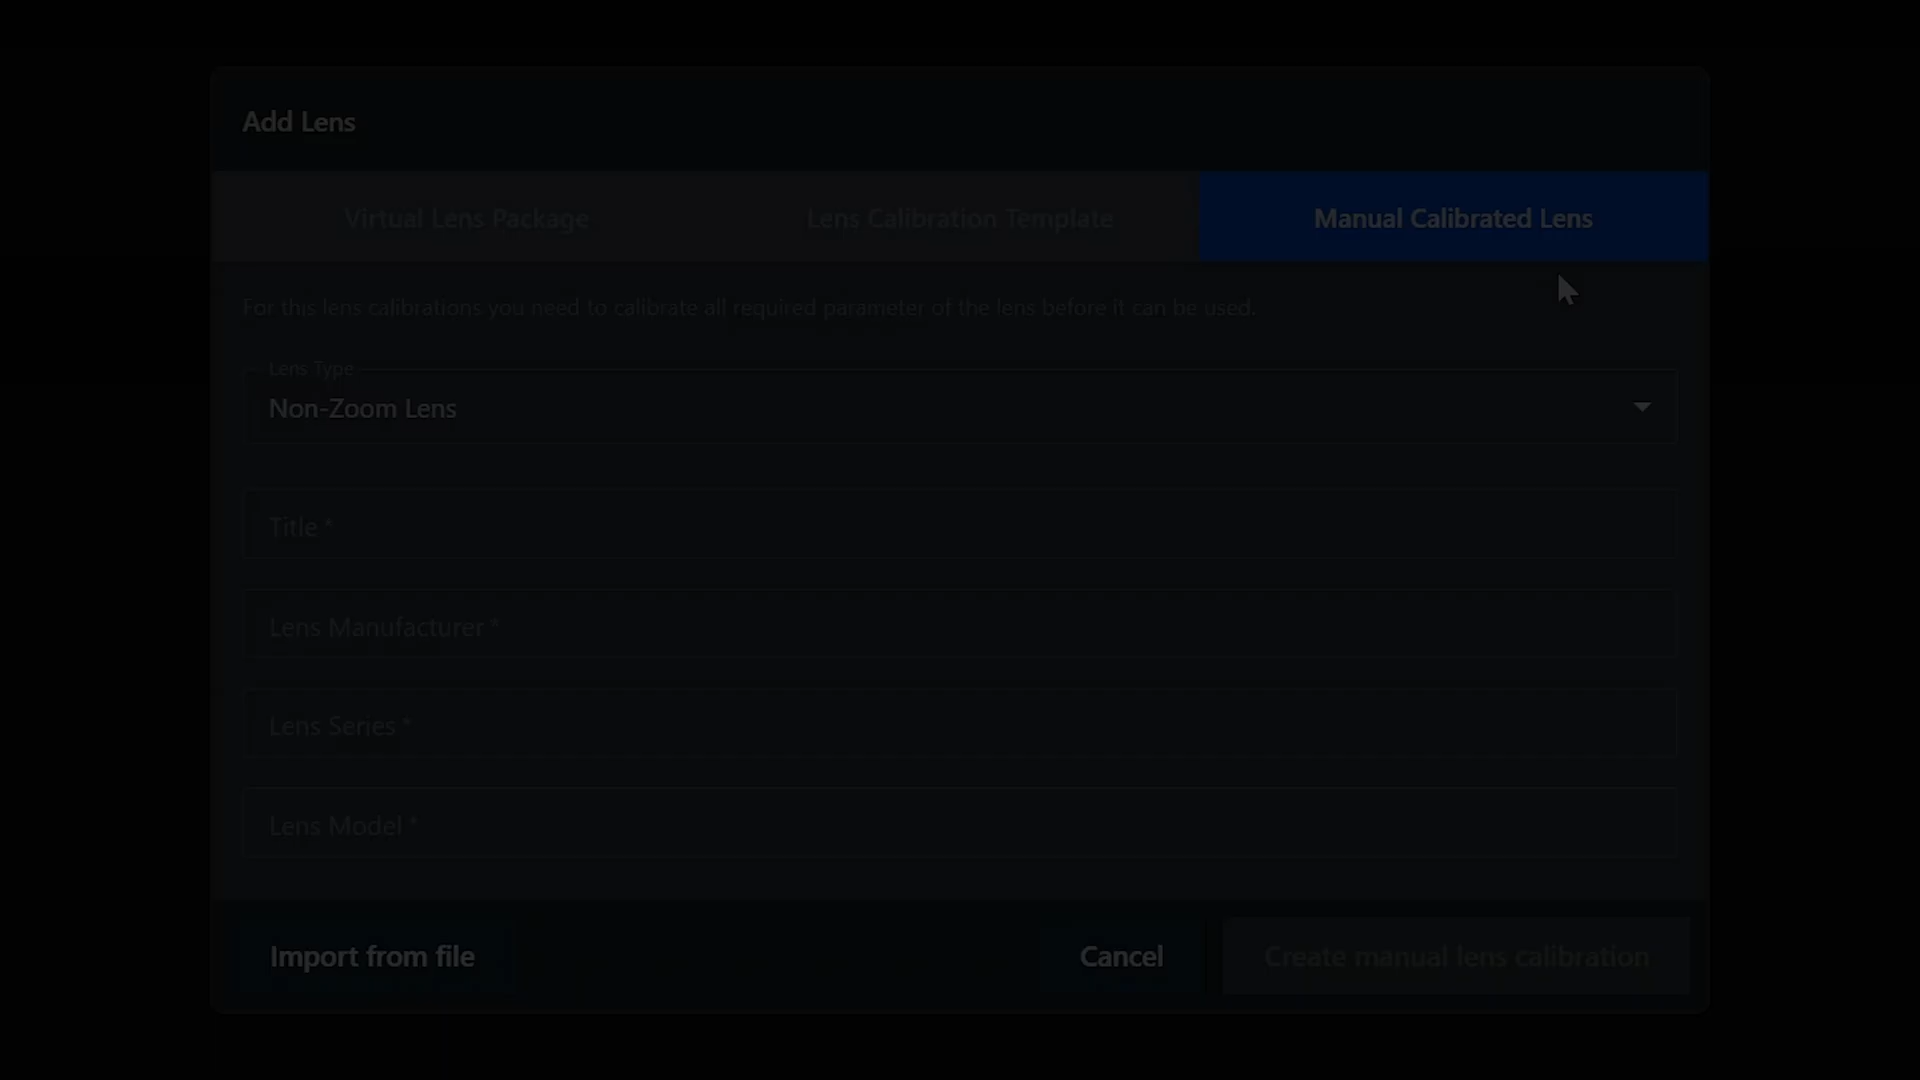 Add Lens
Virtual Lens Package
Lens Calibration Template
Manual Calibrated Lens
For this lens calibrations you need to calibrate all required parameter of the lens before it can be used.
Lens Type
Non-Zoom Lens
Title *
Lens Manufacturer *
Lens Series *
Lens Model *
Import from file
Cancel
Create manual lens calibration